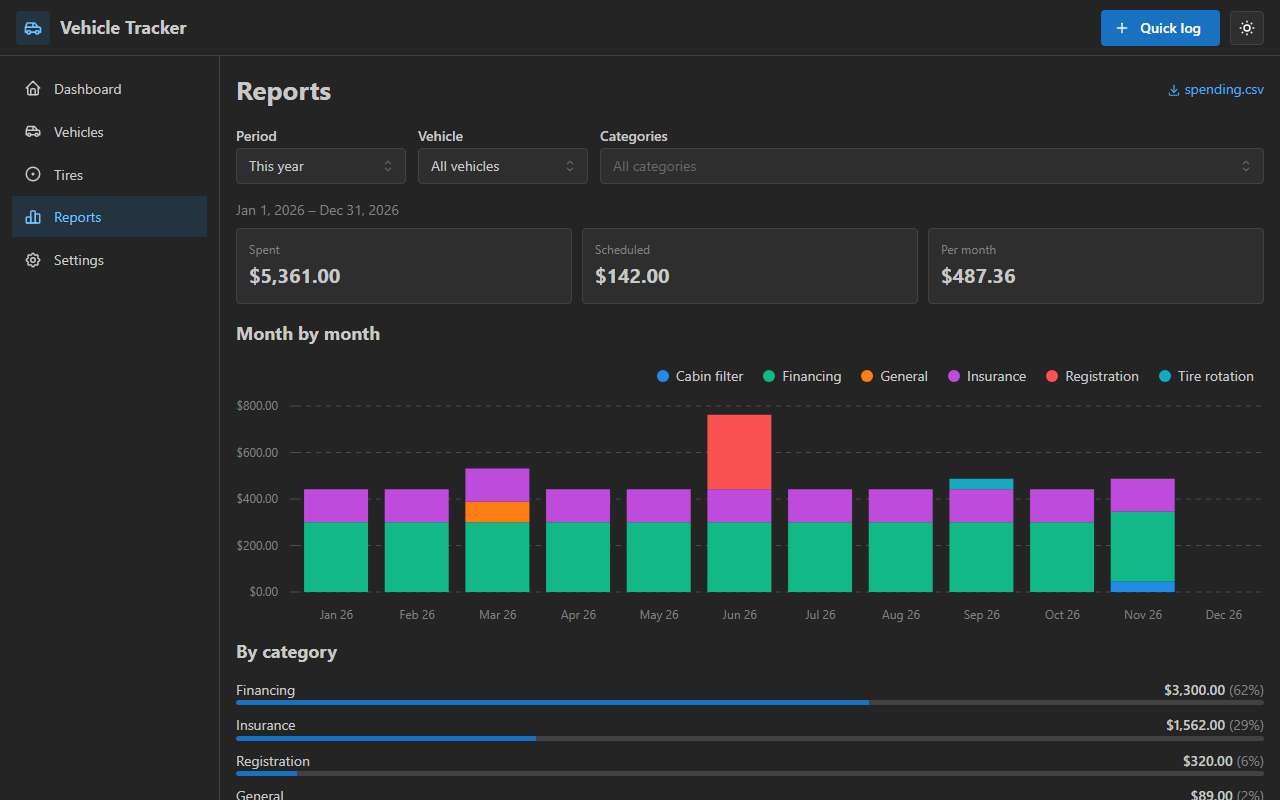 Vehicle Tracker
Quick log
Dashboard
Vehicles
Tires
Reports
Settings
Reports
spending.csv
Period
Vehicle
Categories
This year
All vehicles
All categories
Jan 1, 2026 – Dec 31, 2026
Spent
$5,361.00
Scheduled
$142.00
Per month
$487.36
Month by month
Cabin filter
Financing
General
Insurance
Registration
Tire rotation
$800.00
$600.00
$400.00
$200.00
$0.00
Jan 26
Feb 26
Mar 26
Apr 26
May 26
Jun 26
Jul 26
Aug 26
Sep 26
Oct 26
Nov 26
Dec 26
By category
Financing $3,300.00 (62%)
Insurance $1,562.00 (29%)
Registration $320.00 (6%)
General $89.00 (2%)